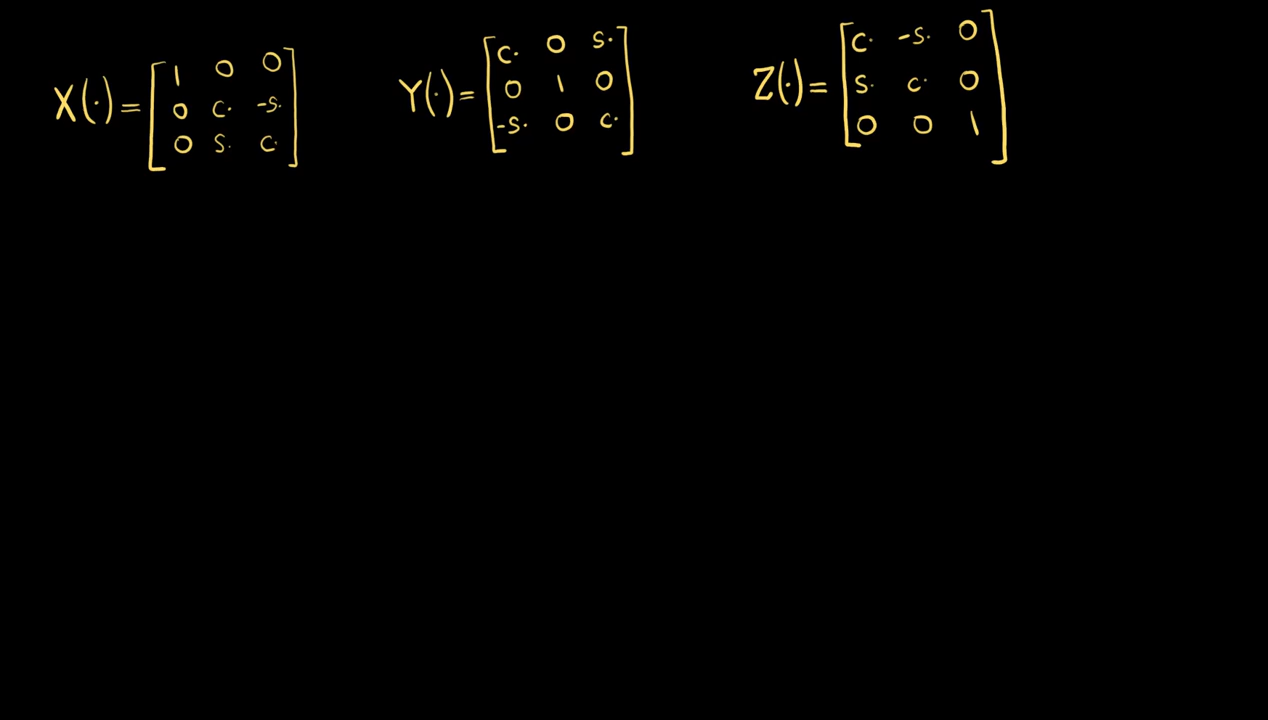 X(·) = [1 0 0
0 c· -s·
0 s· c·]
Y(·) = [c· 0 s·
0 1 0
-s· 0 c·]
Z(·) = [c· -s· 0
s· c· 0
0 0 1]